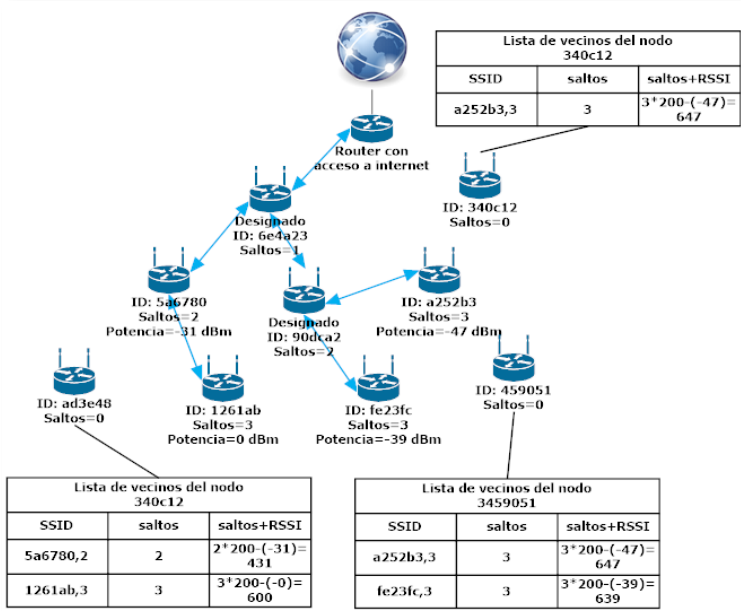 Lista de vecinos del nodo
340c12
SSID saltos saltos+RSSI
a252b3,3 3 3*200-(-47)=
647
Router con
acceso a internet
ID: 340c12
Saltos=0
Designado
ID: 6e4a23
Saltos=1
ID: 5a6780
Saltos=2
Potencia=-31 dBm
Designado
ID: 90dca2
Saltos=2
ID: a252b3
Saltos=3
Potencia=-47 dBm
ID: ad3e48
Saltos=0
ID: 1261ab
Saltos=3
Potencia=0 dBm
ID: fe23fc
Saltos=3
Potencia=-39 dBm
ID: 459051
Saltos=0
Lista de vecinos del nodo
340c12
SSID saltos saltos+RSSI
5a6780,2 2 2*200-(-31)=
431
1261ab,3 3 3*200-(-0)=
600
Lista de vecinos del nodo
3459051
SSID saltos saltos+RSSI
a252b3,3 3 3*200-(-47)=
647
fe23fc,3 3 3*200-(-39)=
639